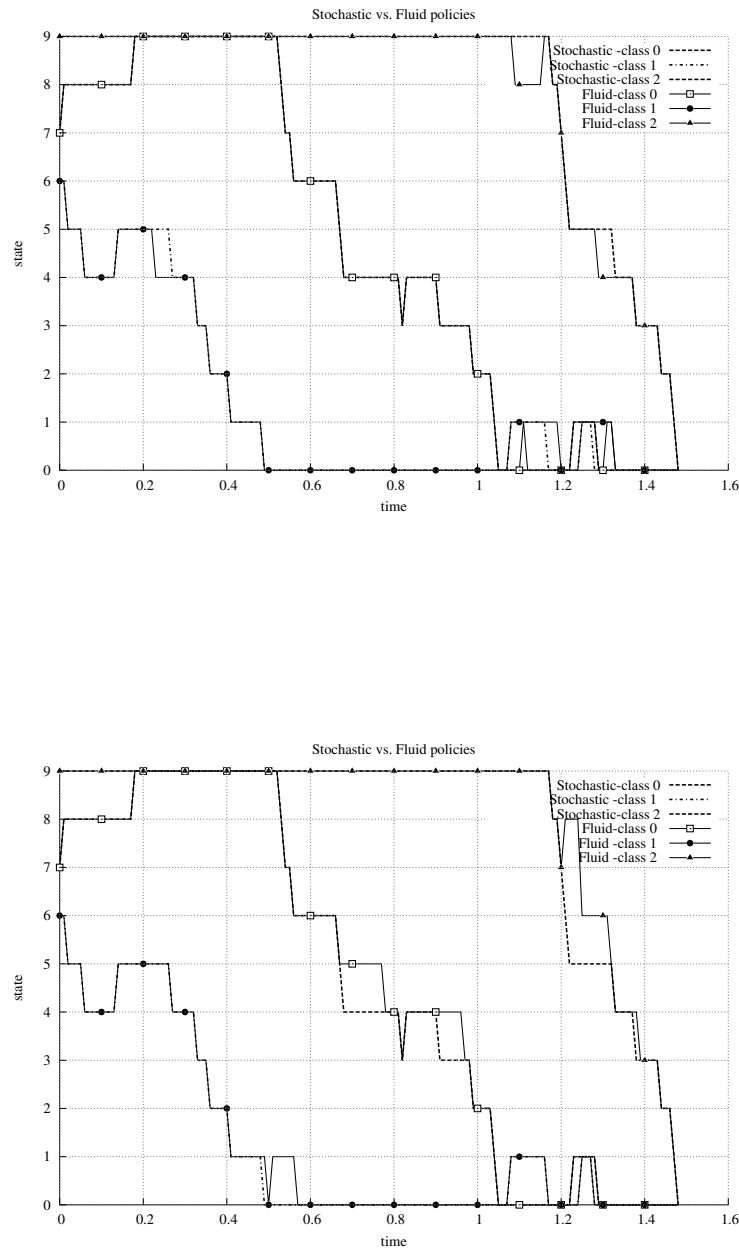 Stochastic vs. Fluid policies
9
8
7
6
5
4
3
2
1
0
state
Stochastic -class 0
Stochastic -class 1
Stochastic-class 2
Fluid-class 0
Fluid-class 1
Fluid-class 2
0 0.2 0.4 0.6 0.8 1 1.2 1.4 1.6
time
Stochastic vs. Fluid policies
9
8
7
6
5
4
3
2
1
0
state
Stochastic-class 0
Stochastic -class 1
Stochastic-class 2
Fluid-class 0
Fluid -class 1
Fluid -class 2
0 0.2 0.4 0.6 0.8 1 1.2 1.4 1.6
time